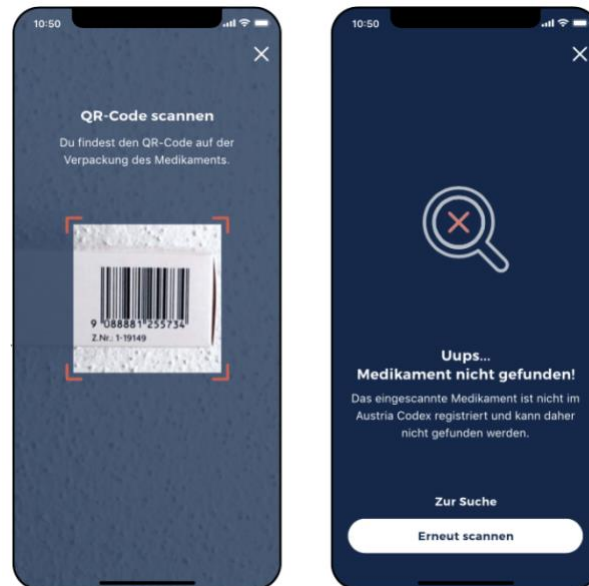 10:50
QR-Code scannen
Du findest den QR-Code auf der
Verpackung des Medikaments.
9 088881 255734
Z.Nr.: 1-19149
10:50
Uups...
Medikament nicht gefunden!
Das eingescannte Medikament ist nicht im
Austria Codex registriert und kann daher
nicht gefunden werden.
Zur Suche
Erneut scannen